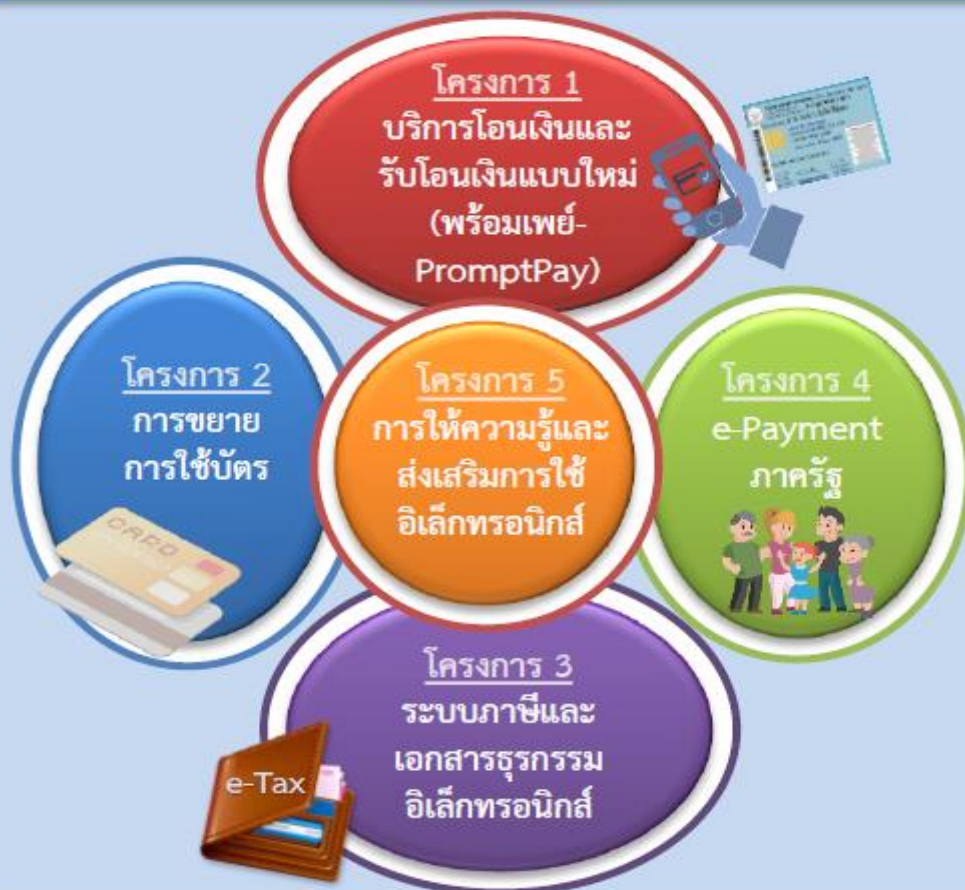 โครงการ 1
บริการโอนเงินและ
รับโอนเงินแบบใหม่
(พร้อมเพย์-
PromptPay)
โครงการ 2
การขยาย
การใช้บัตร
CARD
โครงการ 5
การให้ความรู้และ
ส่งเสริมการใช้
อิเล็กทรอนิกส์
โครงการ 4
e-Payment
ภาครัฐ
โครงการ 3
ระบบภาษีและ
เอกสารธุรกรรม
อิเล็กทรอนิกส์
e-Tax